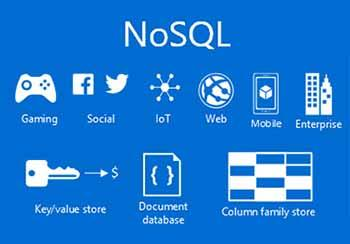 NoSQL
Gaming Social IoT Web Mobile Enterprise
$
{ }
Key/value store
Document
database
Column family store